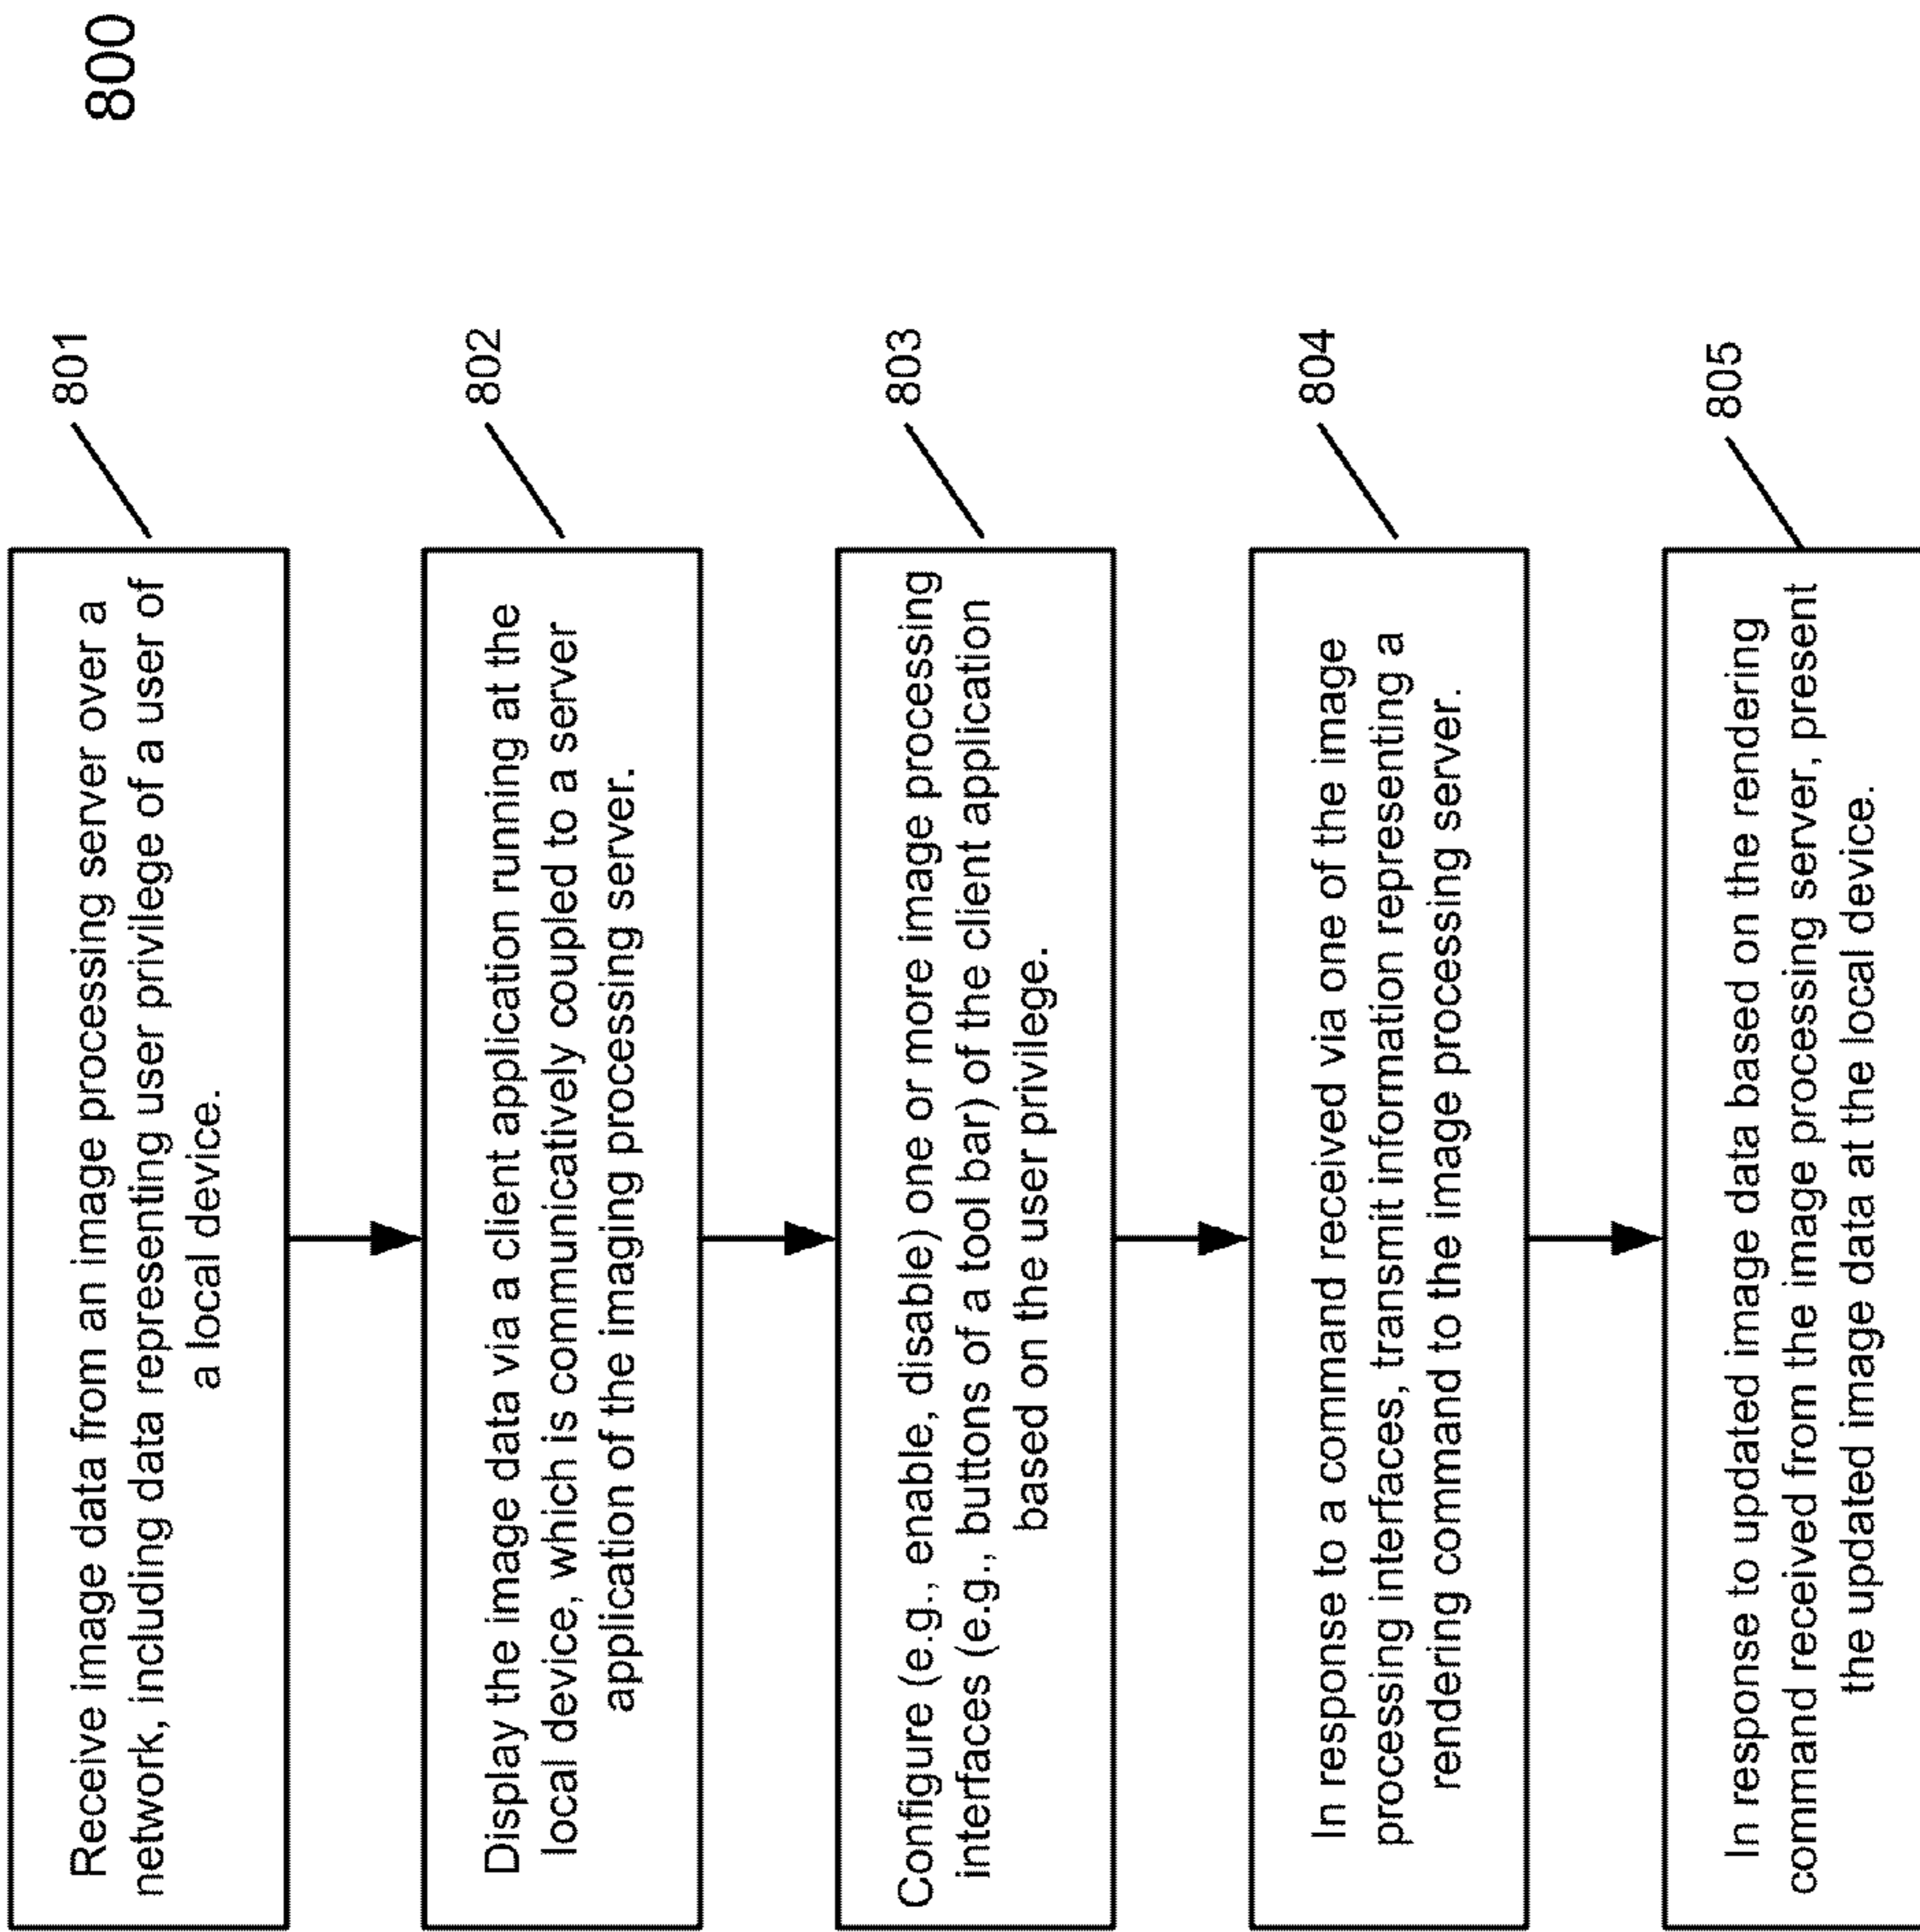 800
801
Receive image data from an image processing server over a
network, including data representing user privilege of a user of
a local device.
802
Display the image data via a client application running at the
local device, which is communicatively coupled to a server
application of the imaging processing server.
803
Configure (e.g., enable, disable) one or more image processing
interfaces (e.g., buttons of a tool bar) of the client application
based on the user privilege.
804
In response to a command received via one of the image
processing interfaces, transmit information representing a
rendering command to the image processing server.
805
In response to updated image data based on the rendering
command received from the image processing server, present
the updated image data at the local device.